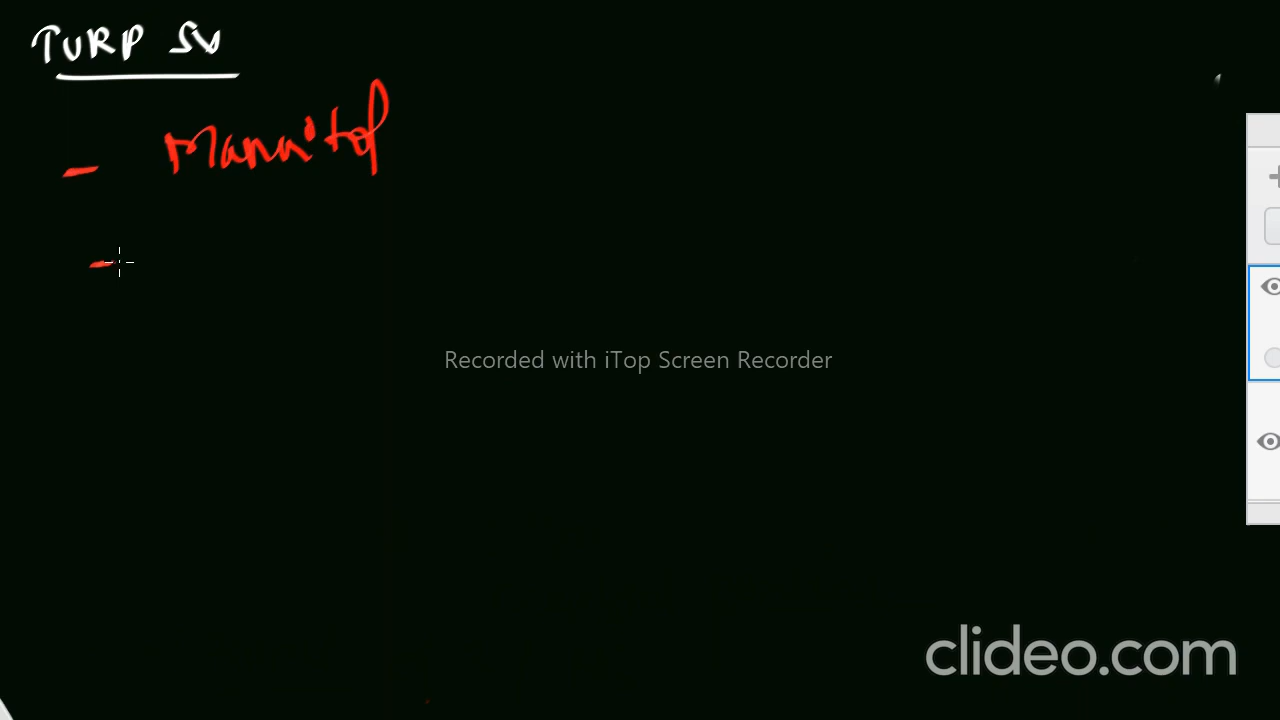 TURP SV
- Mannitol
-
Recorded with iTop Screen Recorder
clideo.com